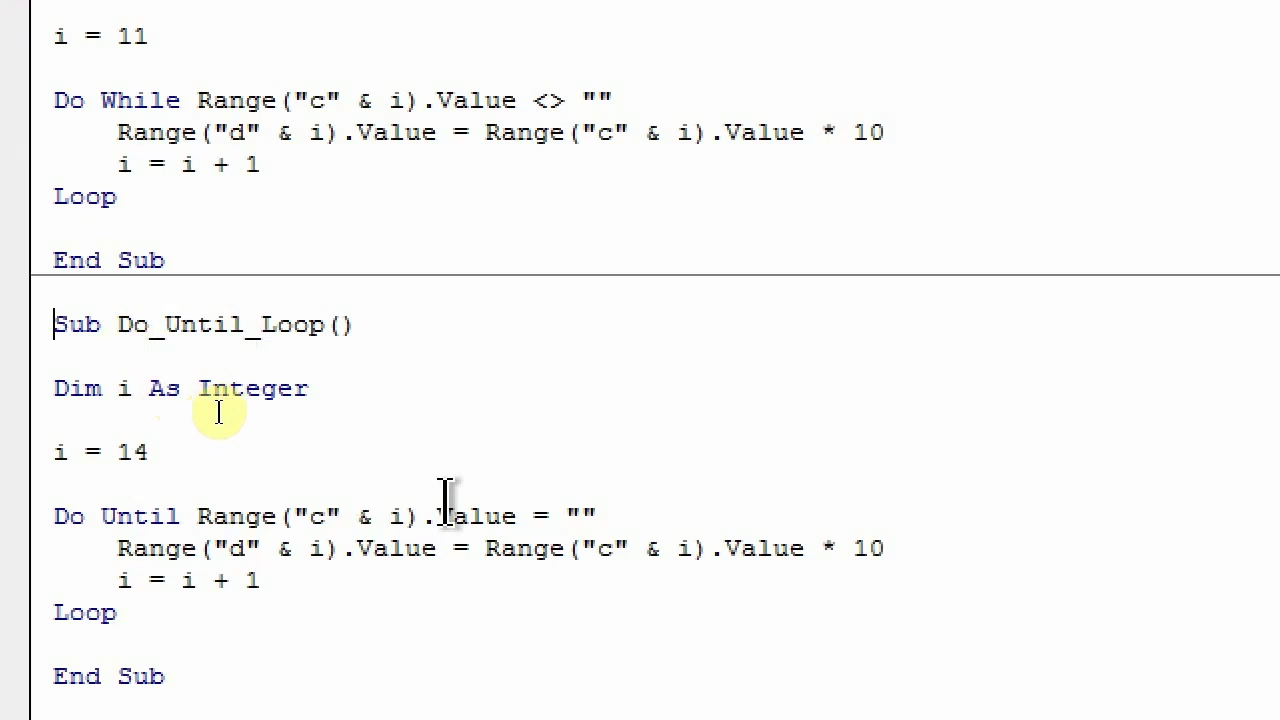 i = 11
Do While Range("c" & i).Value <> ""
Range("d" & i).Value = Range("c" & i).Value * 10
i = i + 1
Loop
End Sub
Sub Do_Until_Loop()
Dim i As Integer
i = 14
Do Until Range("c" & i).Value = ""
Range("d" & i).Value = Range("c" & i).Value * 10
i = i + 1
Loop
End Sub